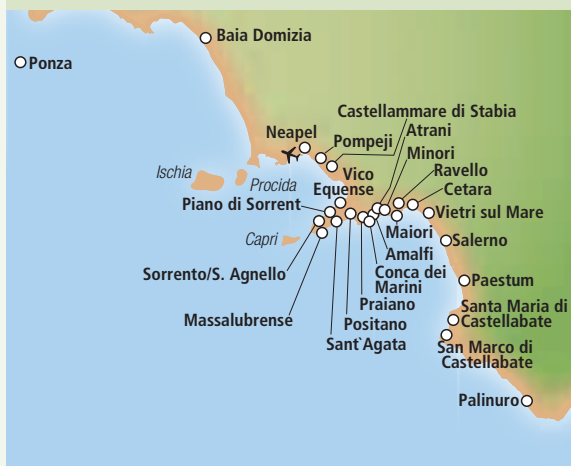 Baia Domizia
Ponza
Castellammare di Stabia
Atrani
Neapel
Pompeji
Minori
Ischia
Vico
Equense
Ravello
Procida
Cetara
Piano di Sorrent
Vietri sul Mare
Capri
Maiori
Salerno
Amalfi
Sorrento/S. Agnello
Conca dei
Marini
Paestum
Praiano
Santa Maria di
Castellabate
Massalubrense
Positano
Sant`Agata
San Marco di
Castellabate
Palinuro